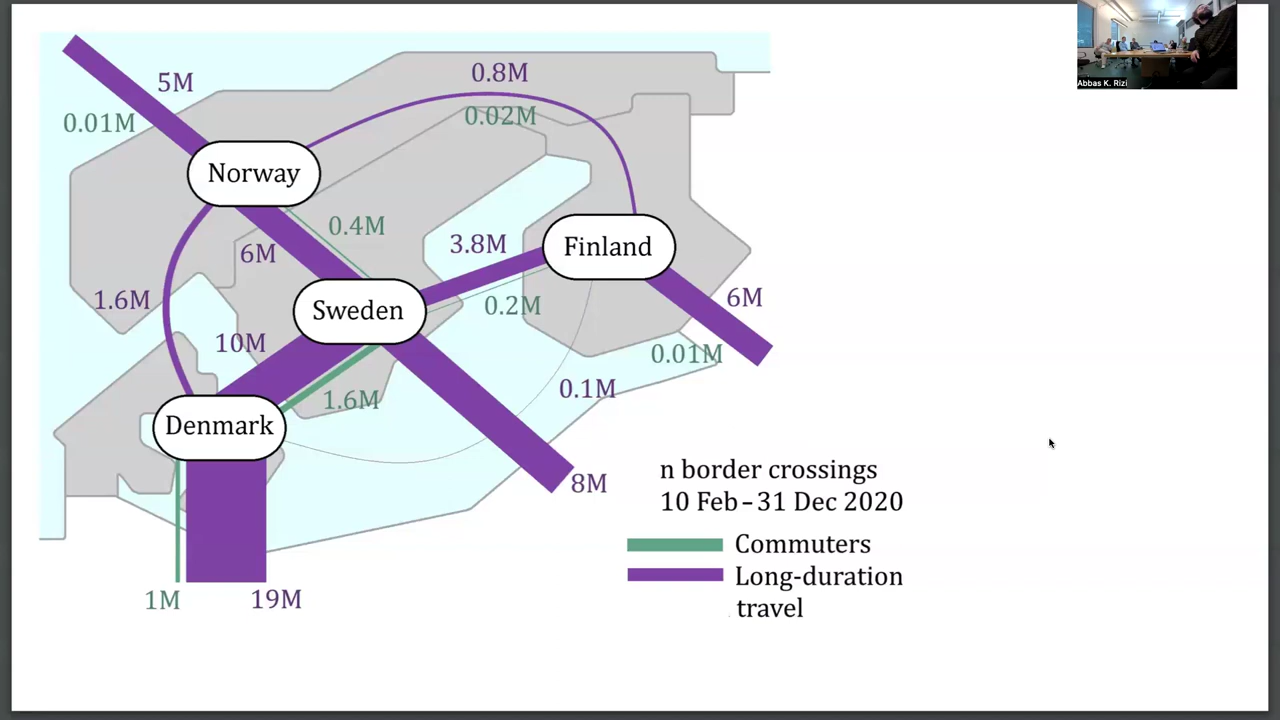 Abbas K. Rizi
5M
0.8M
0.01M
0.02M
Norway
0.4M
6M
3.8M
Finland
1.6M
Sweden
0.2M
6M
10M
0.01M
1.6M
0.1M
Denmark
8M
1M
19M
n border crossings
10 Feb – 31 Dec 2020
Commuters
Long-duration
travel